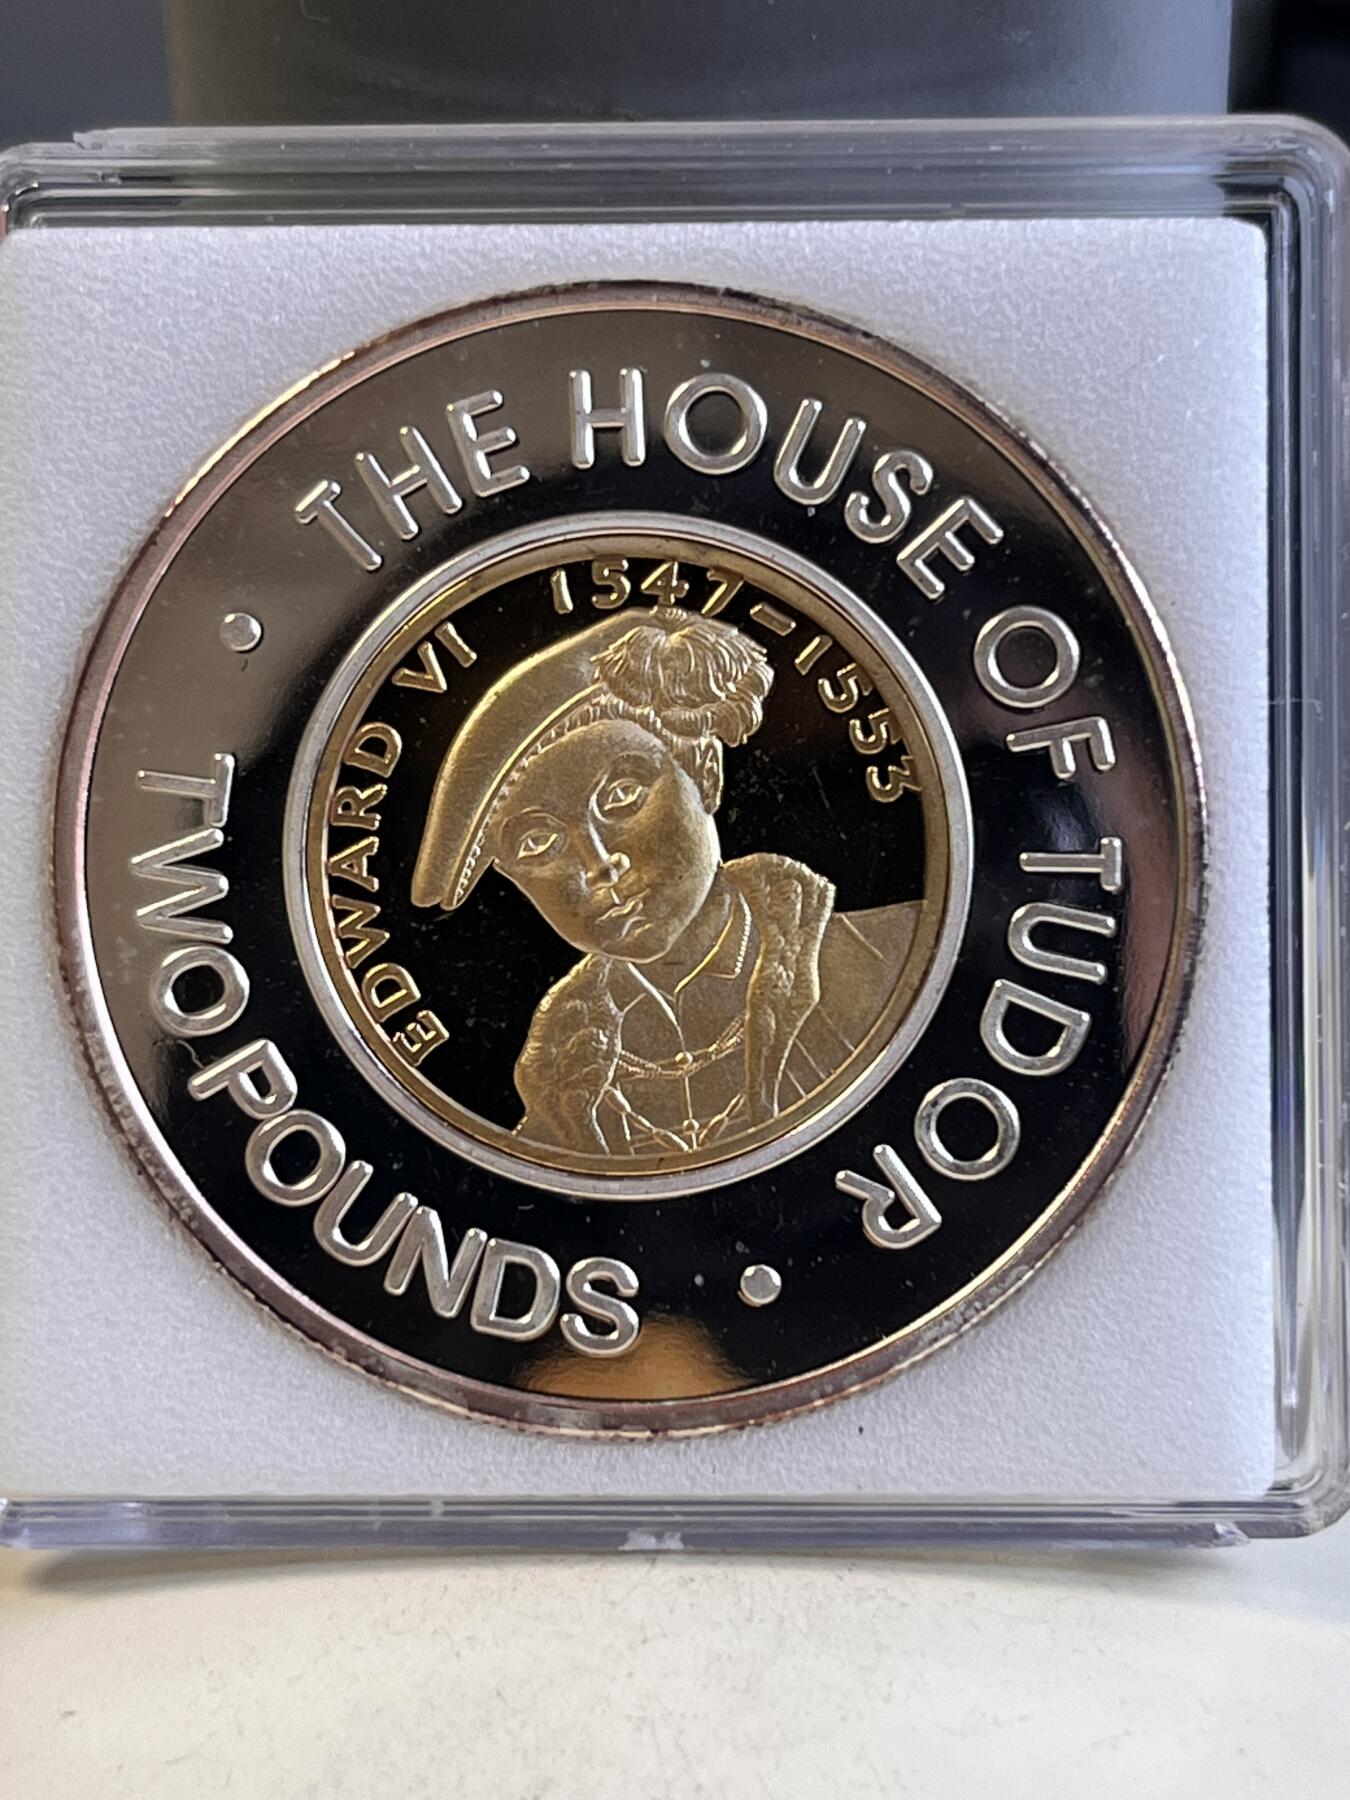 THE HOUSE OF TUDOR
TWO POUNDS
EDWARD VI 1547-1553